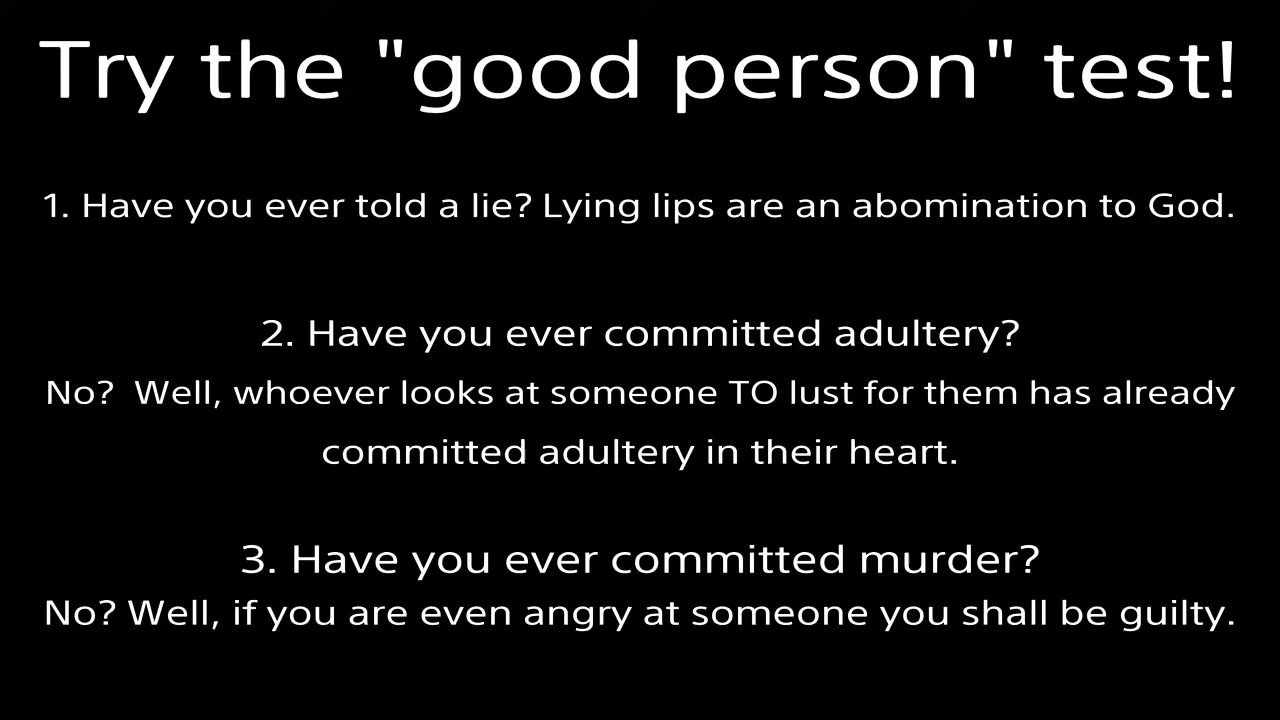 Try the "good person" test!
1. Have you ever told a lie? Lying lips are an abomination to God.
2. Have you ever committed adultery?
No?  Well, whoever looks at someone TO lust for them has already
committed adultery in their heart.
3. Have you ever committed murder?
No? Well, if you are even angry at someone you shall be guilty.